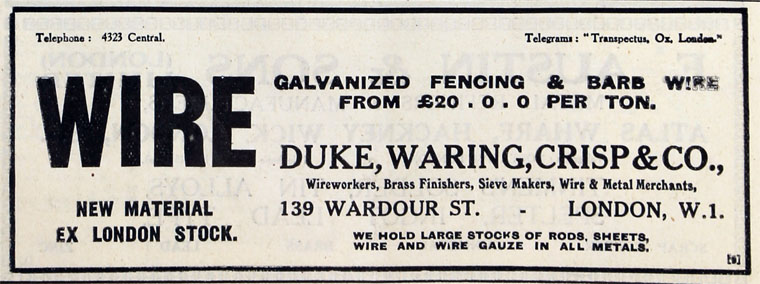 Telephone: 4323 Central.
Telegrams: "Transpectus, Ox, London."
WIRE
GALVANIZED FENCING & BARB WIRE
FROM £20.0.0 PER TON.
DUKE, WARING, CRISP & CO.,
Wireworkers, Brass Finishers, Sieve Makers, Wire & Metal Merchants,
139 WARDOUR ST. - LONDON, W.1.
NEW MATERIAL
EX LONDON STOCK.
WE HOLD LARGE STOCKS OF RODS, SHEETS,
WIRE AND WIRE GAUZE IN ALL METALS.